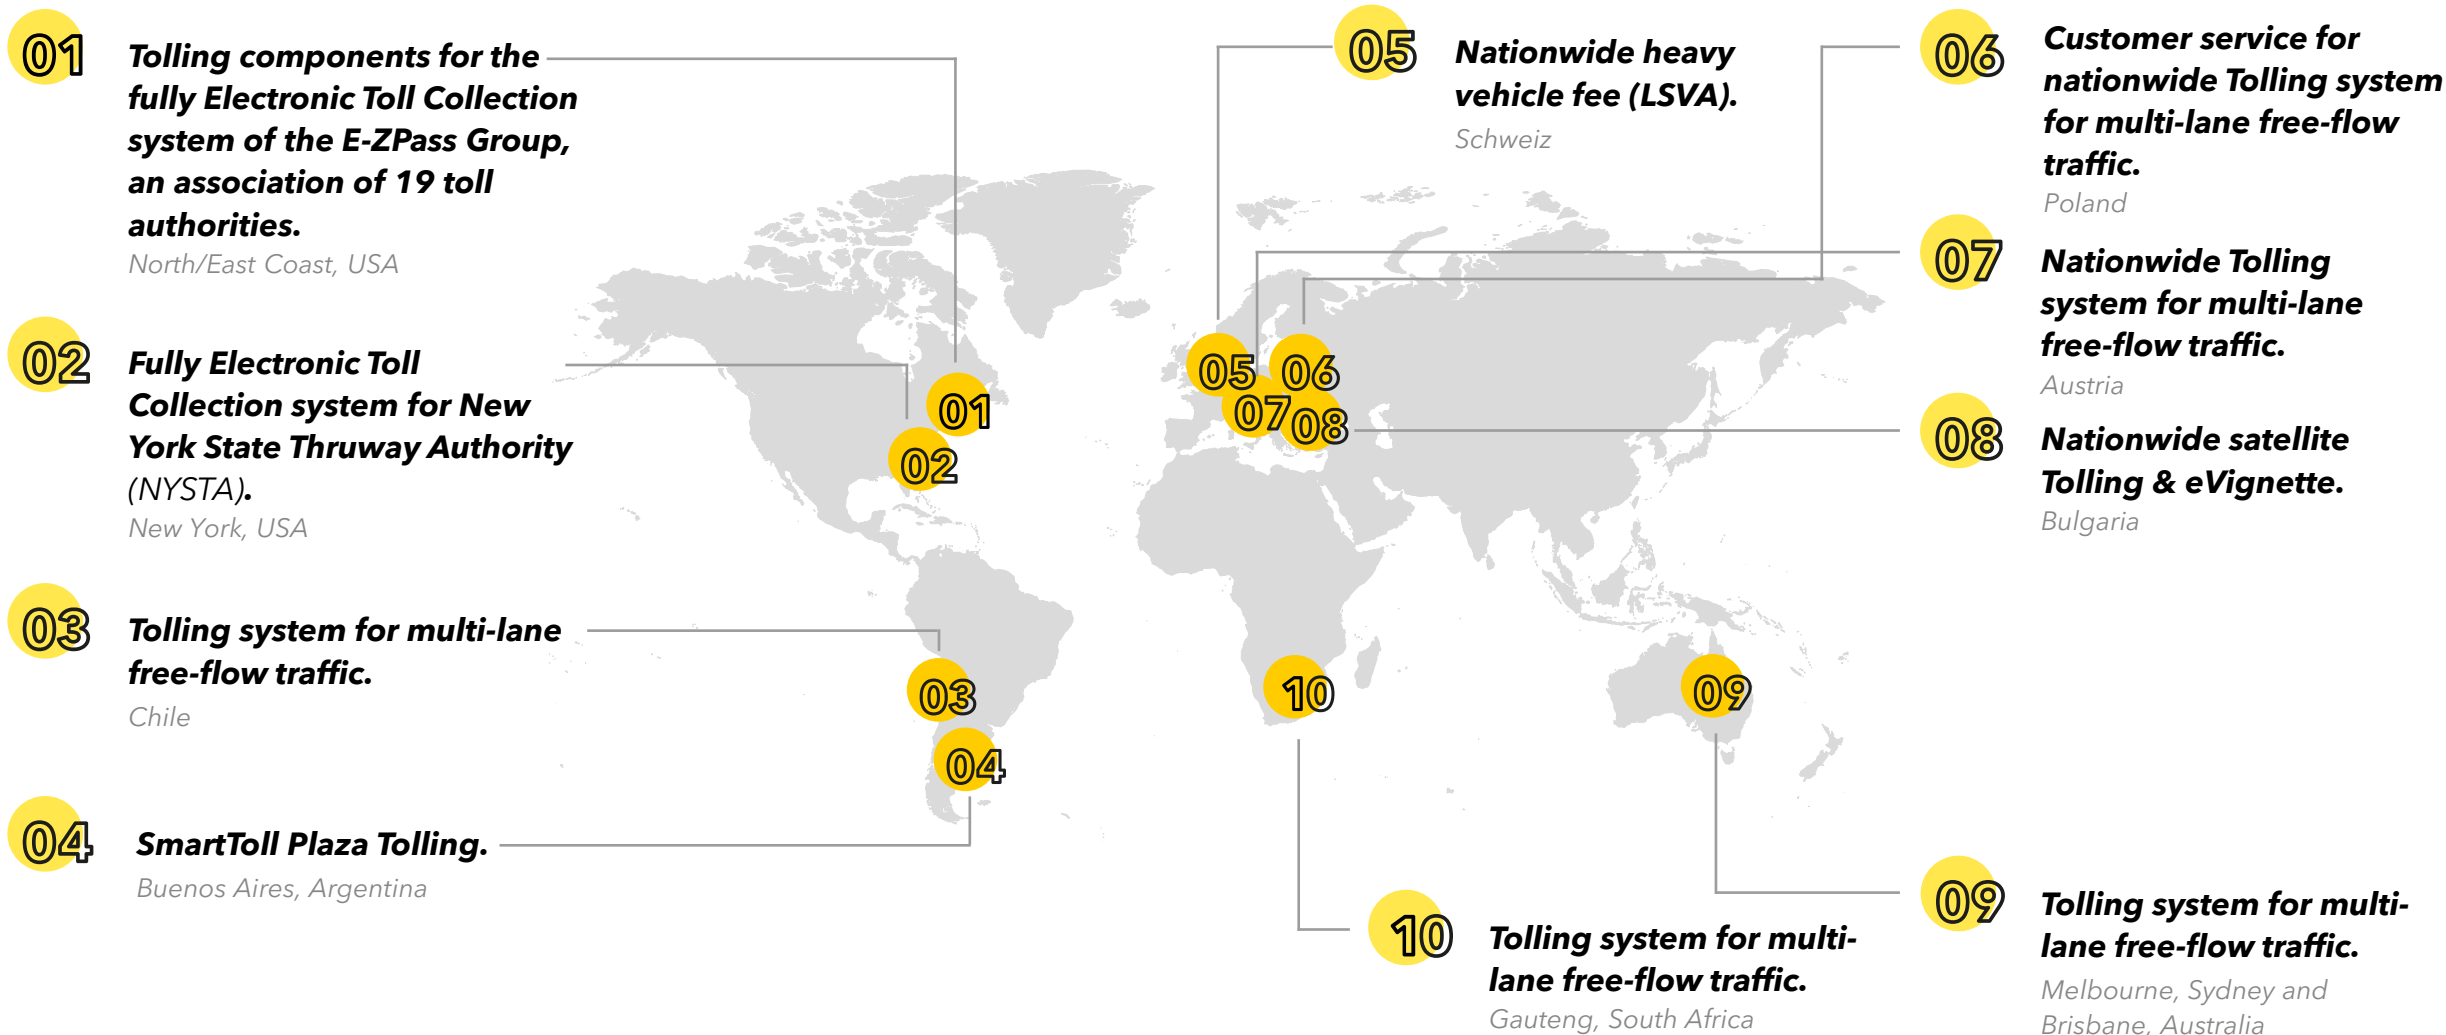 01
Tolling components for the
fully Electronic Toll Collection
system of the E-ZPass Group,
an association of 19 toll
authorities.
North/East Coast, USA
02
Fully Electronic Toll
Collection system for New
York State Thruway Authority
(NYSTA).
New York, USA
03
Tolling system for multi-lane
free-flow traffic.
Chile
04
SmartToll Plaza Tolling.
Buenos Aires, Argentina
05
Nationwide heavy
vehicle fee (LSVA).
Schweiz
06
Customer service for
nationwide Tolling system
for multi-lane free-flow
traffic.
Poland
07
Nationwide Tolling
system for multi-lane
free-flow traffic.
Austria
08
Nationwide satellite
Tolling & eVignette.
Bulgaria
09
Tolling system for multi-
lane free-flow traffic.
Melbourne, Sydney and
Brisbane, Australia
10
Tolling system for multi-
lane free-flow traffic.
Gauteng, South Africa
01
02
03
04
05
06
07
08
09
10